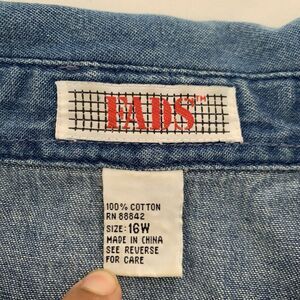 FADS™
100% COTTON
RN 88842
SIZE: 16W
MADE IN CHINA
SEE REVERSE
FOR CARE